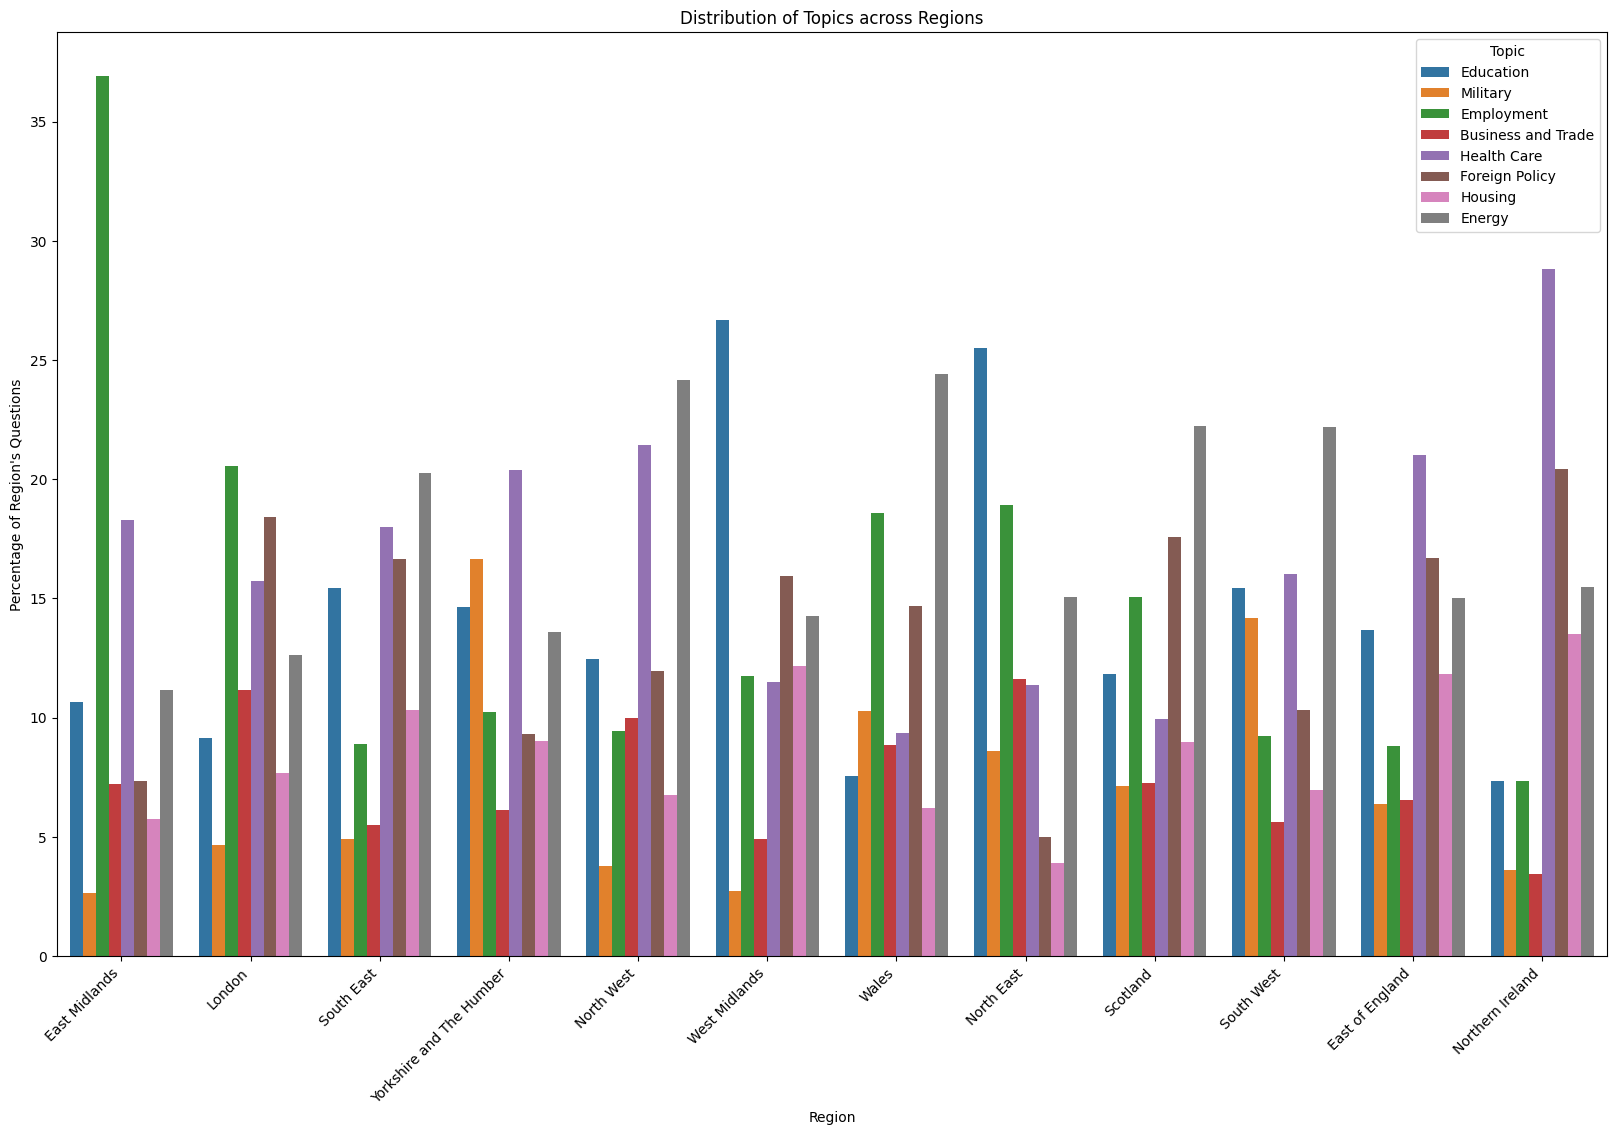 Distribution of Topics across Regions
Topic
Education
Military
Employment
Business and Trade
Health Care
Foreign Policy
Housing
Energy
Percentage of Region's Questions
35
30
25
20
15
10
5
0
East Midlands
London
South East
Yorkshire and The Humber
North West
West Midlands
Wales
North East
Scotland
South West
East of England
Northern Ireland
Region